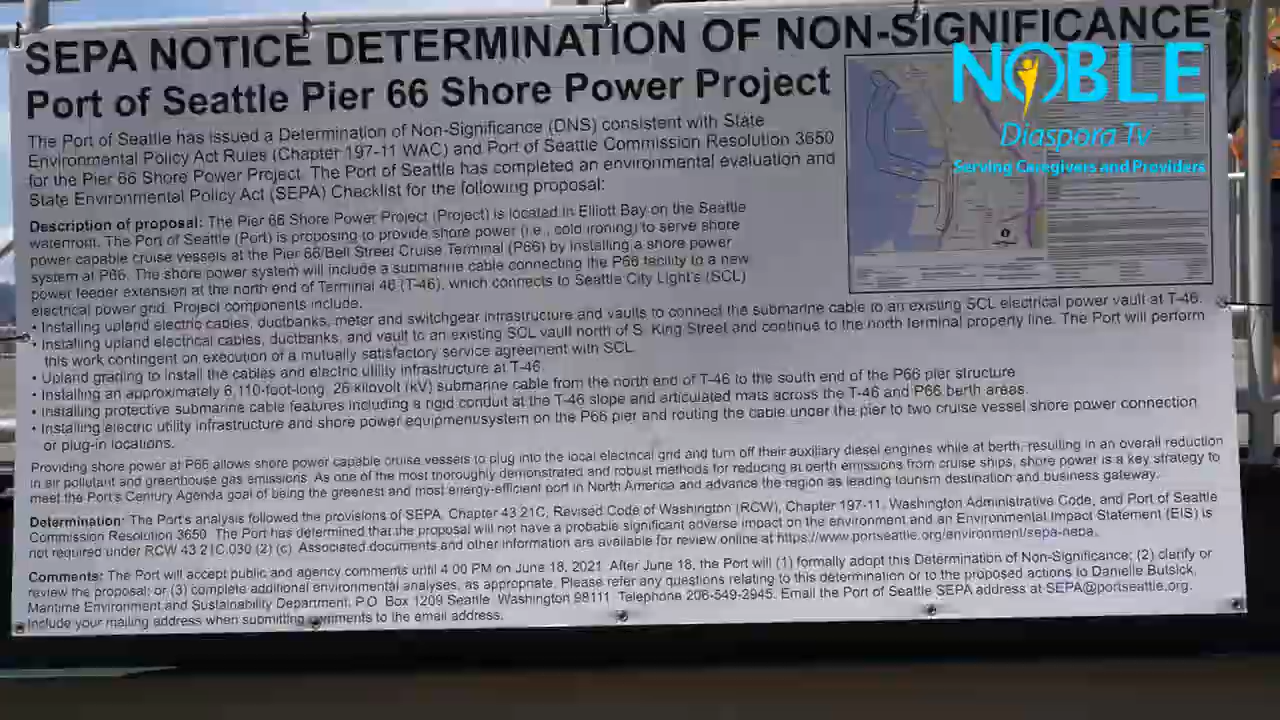 SEPA NOTICE DETERMINATION OF NON-SIGNIFICANCE
Port of Seattle Pier 66 Shore Power Project
NOBLE
Diaspora Tv
Serving Caregivers and Providers
The Port of Seattle has issued a Determination of Non-Significance (DNS) consistent with State
Environmental Policy Act Rules (Chapter 197-11 WAC) and Port of Seattle Commission Resolution 3650
for the Pier 66 Shore Power Project. The Port of Seattle has completed an environmental evaluation and
State Environmental Policy Act (SEPA) Checklist for the following proposal:
Description of proposal: The Pier 66 Shore Power Project (Project) is located in Elliott Bay on the Seattle
waterfront. The Port of Seattle (Port) is proposing to provide shore power (i.e., cold ironing) to serve shore
power capable cruise vessels at the Pier 66/Bell Street Cruise Terminal (P66) by installing a shore power
system at P66. The shore power system will include a submarine cable connecting the P66 facility to a new
power feeder extension at the north end of Terminal 46 (T-46), which connects to Seattle City Light's (SCL)
electrical power grid. Project components include.
• Installing upland electric cables, ductbanks, meter and switchgear infrastructure and vaults to connect the submarine cable to an existing SCL electrical power vault at T-46.
• Installing upland electrical cables, ductbanks, and vault to an existing SCL vault north of S. King Street and continue to the north terminal property line. The Port will perform
this work contingent on execution of a mutually satisfactory service agreement with SCL.
• Upland grading to install the cables and electric utility infrastructure at T-46.
• Installing an approximately 6,110-foot-long, 26 kilovolt (kV) submarine cable from the north end of T-46 to the south end of the P66 pier structure
• Installing protective submarine cable features including a rigid conduit at the T-46 slope and articulated mats across the T-46 and P66 berth areas.
• Installing electric utility infrastructure and shore power equipmen/system on the P66 pier and routing the cable under the pier to two cruise vessel shore power connection
or plug-in locations.
Providing shore power at P66 allows shore power capable cruise vessels to plug into the local electrical grid and turn off their auxiliary diesel engines while at berth, resulting in an overall reduction
in air pollutant and greenhouse gas emissions. As one of the most thoroughly demonstrated and robust methods for reducing at berth emissions from cruise ships, shore power is a key strategy to
meet the Port's Century Agenda goal of being the greenest and most energy-efficient port in North America and advance the region as leading tourism destination and business gateway.
Determination: The Port's analysis followed the provisions of SEPA, Chapter 43.21C, Revised Code of Washington (RCW), Chapter 197-11, Washington Administrative Code, and Port of Seattle
Commission Resolution 3650. The Port has determined that the proposal will not have a probable significant adverse impact on the environment and an Environmental Impact Statement (EIS) is
not required under RCW 43.21C.030 (2) (c). Associated documents and other information are available for review online at https://www.portseattle.org/environment/sepa-nepa.
Comments: The Port will accept public and agency comments until 4:00 PM on June 18, 2021. After June 18, the Port will (1) formally adopt this Determination of Non-Significance; (2) clarify or
review the proposal; or (3) complete additional environmental analyses, as appropriate. Please refer any questions relating to this determination or to the proposed actions to Danielle Butsick,
Maritime Environment and Sustainability Department, P.O. Box 1209 Seattle, Washington 98111. Telephone 206-549-2945. Email the Port of Seattle SEPA address at SEPA@portseattle.org.
Include your mailing address when submitting comments to the email address.